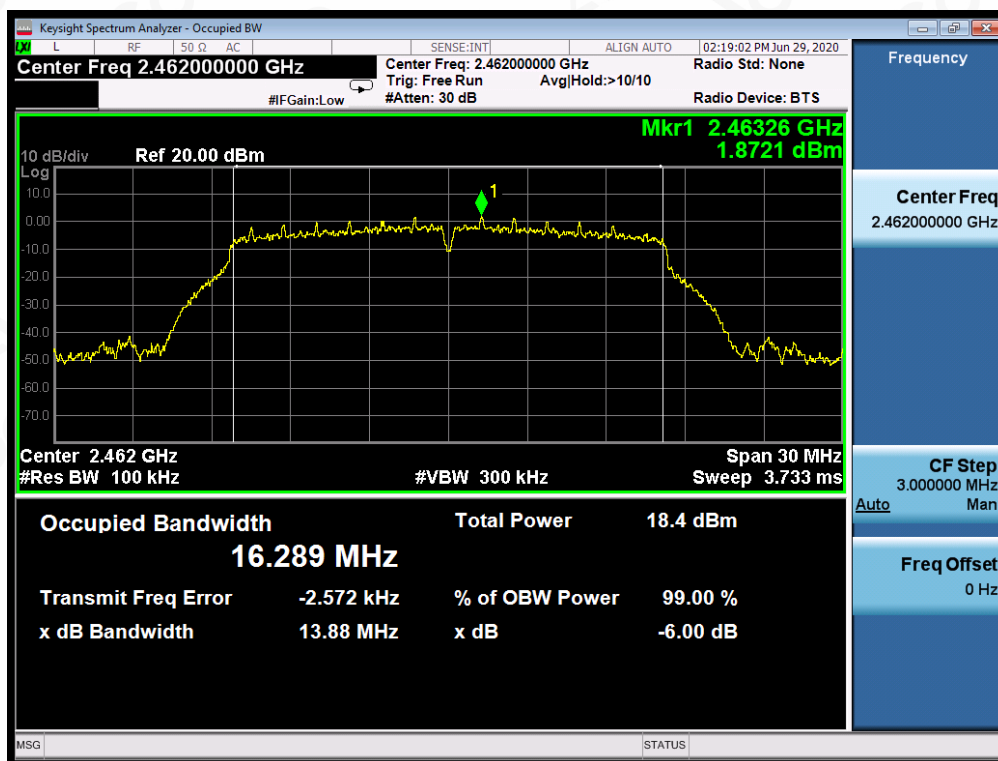 Keysight Spectrum Analyzer - Occupied BW
LXI L RF 50 Ω AC SENSE:INT ALIGN AUTO 02:19:02 PM Jun 29, 2020
Center Freq 2.462000000 GHz
Center Freq: 2.462000000 GHz Radio Std: None
Trig: Free Run Avg|Hold:>10/10
#IFGain:Low #Atten: 30 dB Radio Device: BTS
Mkr1 2.46326 GHz
1.8721 dBm
10 dB/div Ref 20.00 dBm
Log
10.0
0.00
-10.0
-20.0
-30.0
-40.0
-50.0
-60.0
-70.0
1
Center 2.462 GHz Span 30 MHz
#Res BW 100 kHz #VBW 300 kHz Sweep 3.733 ms
Occupied Bandwidth Total Power 18.4 dBm
16.289 MHz
Transmit Freq Error -2.572 kHz % of OBW Power 99.00 %
x dB Bandwidth 13.88 MHz x dB -6.00 dB
MSG STATUS
Frequency
Center Freq
2.462000000 GHz
CF Step
3.000000 MHz
Auto Man
Freq Offset
0 Hz